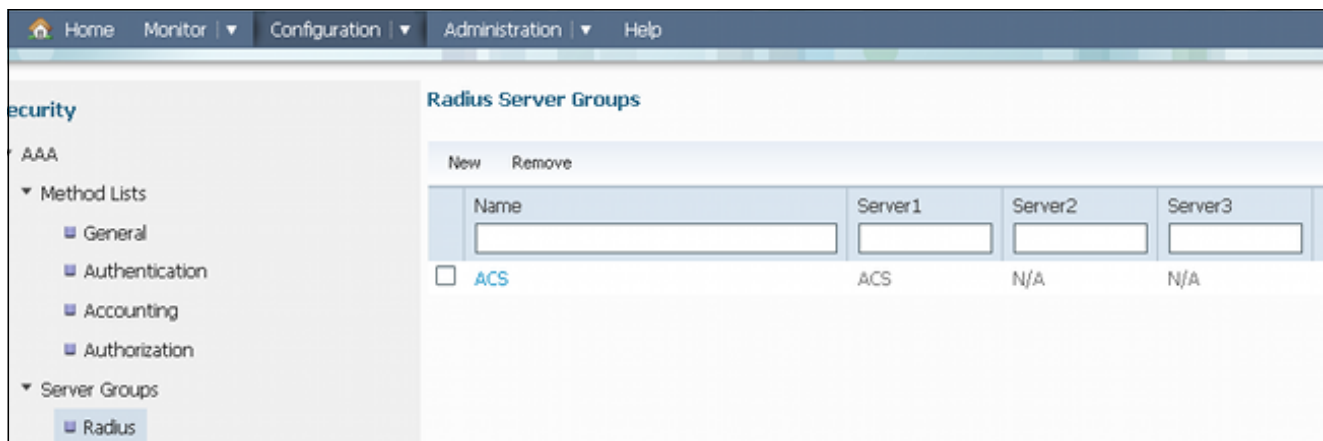 Home Monitor Configuration Administration Help
ecurity
AAA
Method Lists
General
Authentication
Accounting
Authorization
Server Groups
Radius
Radius Server Groups
New Remove
Name Server1 Server2 Server3
ACS ACS N/A N/A